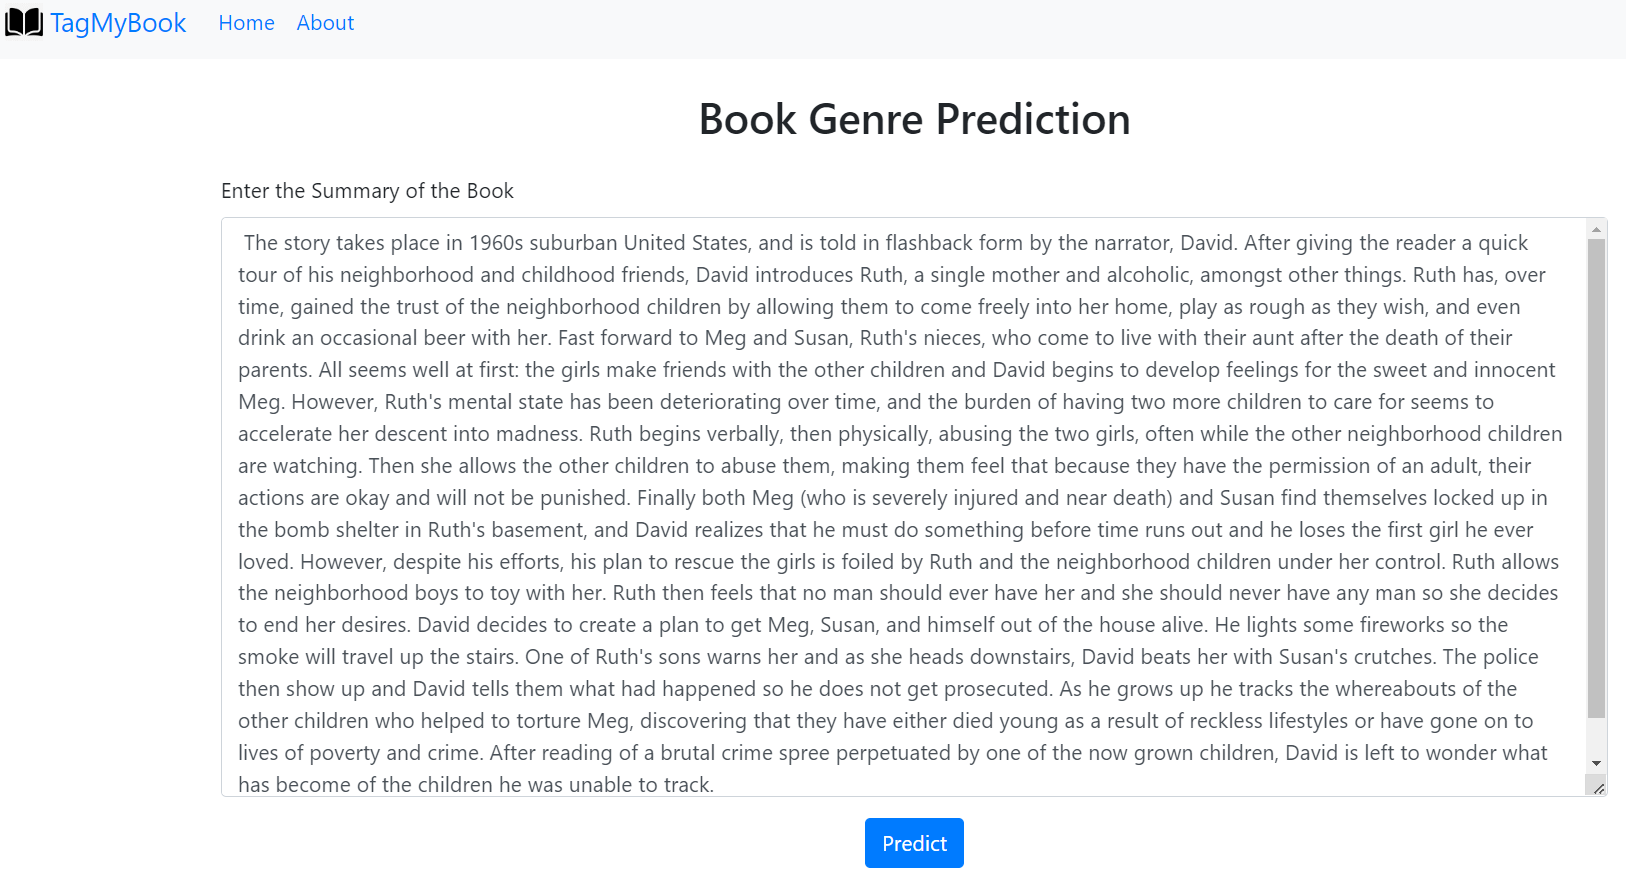 TagMyBook Home About
Book Genre Prediction
Enter the Summary of the Book
The story takes place in 1960s suburban United States, and is told in flashback form by the narrator, David. After giving the reader a quick
tour of his neighborhood and childhood friends, David introduces Ruth, a single mother and alcoholic, amongst other things. Ruth has, over
time, gained the trust of the neighborhood children by allowing them to come freely into her home, play as rough as they wish, and even
drink an occasional beer with her. Fast forward to Meg and Susan, Ruth's nieces, who come to live with their aunt after the death of their
parents. All seems well at first: the girls make friends with the other children and David begins to develop feelings for the sweet and innocent
Meg. However, Ruth's mental state has been deteriorating over time, and the burden of having two more children to care for seems to
accelerate her descent into madness. Ruth begins verbally, then physically, abusing the two girls, often while the other neighborhood children
are watching. Then she allows the other children to abuse them, making them feel that because they have the permission of an adult, their
actions are okay and will not be punished. Finally both Meg (who is severely injured and near death) and Susan find themselves locked up in
the bomb shelter in Ruth's basement, and David realizes that he must do something before time runs out and he loses the first girl he ever
loved. However, despite his efforts, his plan to rescue the girls is foiled by Ruth and the neighborhood children under her control. Ruth allows
the neighborhood boys to toy with her. Ruth then feels that no man should ever have her and she should never have any man so she decides
to end her desires. David decides to create a plan to get Meg, Susan, and himself out of the house alive. He lights some fireworks so the
smoke will travel up the stairs. One of Ruth's sons warns her and as she heads downstairs, David beats her with Susan's crutches. The police
then show up and David tells them what had happened so he does not get prosecuted. As he grows up he tracks the whereabouts of the
other children who helped to torture Meg, discovering that they have either died young as a result of reckless lifestyles or have gone on to
lives of poverty and crime. After reading of a brutal crime spree perpetuated by one of the now grown children, David is left to wonder what
has become of the children he was unable to track.
Predict